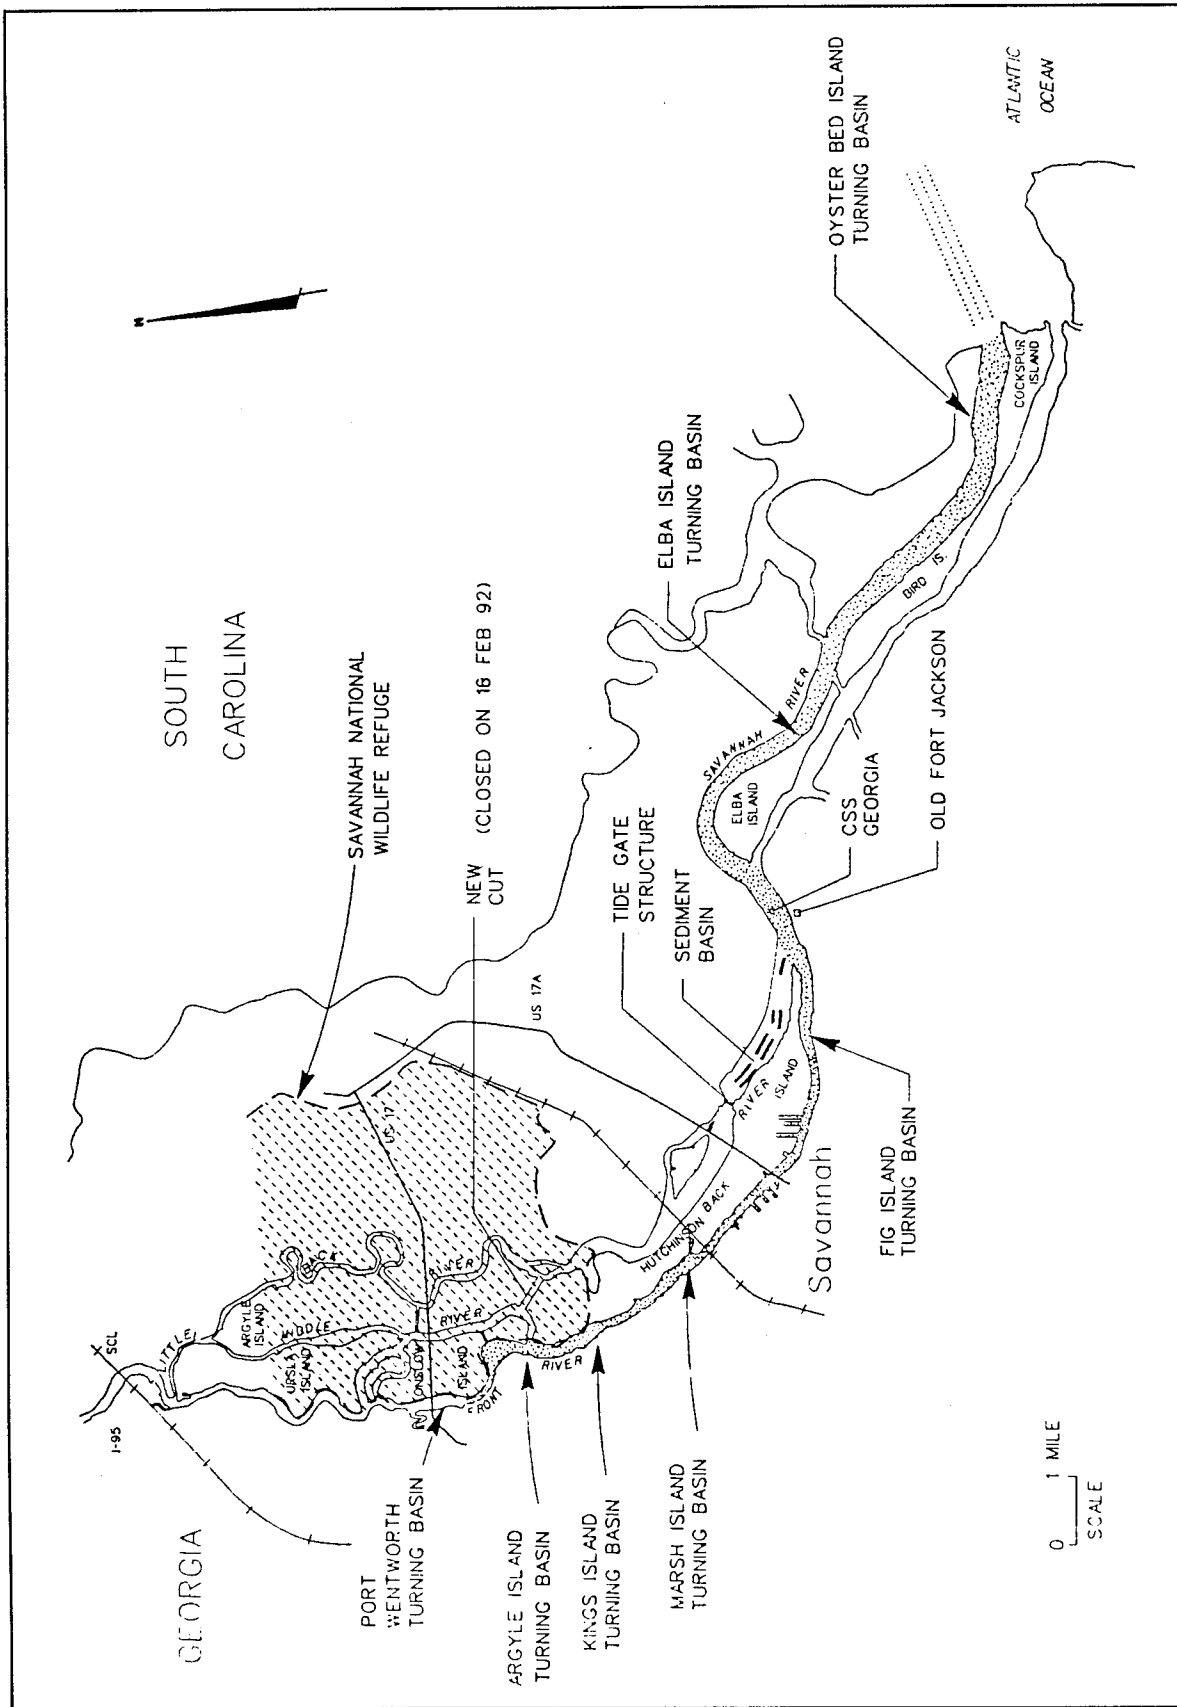 SOUTH
CAROLINA
GEORGIA
ATLANTIC
OCEAN
N
SAVANNAH NATIONAL
WILDLIFE REFUGE
NEW
CUT
(CLOSED ON 16 FEB 92)
TIDE GATE
STRUCTURE
SEDIMENT
BASIN
ELBA ISLAND
TURNING BASIN
OYSTER BED ISLAND
TURNING BASIN
I-95
SCL
LITTLE
BACK
RIVER
ARGYLE
ISLAND
MIDDLE
RIVER
URSLA
ISLAND
ONSLOW
ISLAND
FRONT
RIVER
US 17
US 17A
HUTCHINSON
ISLAND
BACK
RIVER
SAVANNAH
RIVER
ELBA
ISLAND
BIRD IS.
COCKSPUR
ISLAND
PORT
WENTWORTH
TURNING BASIN
ARGYLE ISLAND
TURNING BASIN
KINGS ISLAND
TURNING BASIN
MARSH ISLAND
TURNING BASIN
Savannah
FIG ISLAND
TURNING BASIN
CSS
GEORGIA
OLD FORT JACKSON
0 1 MILE
SCALE